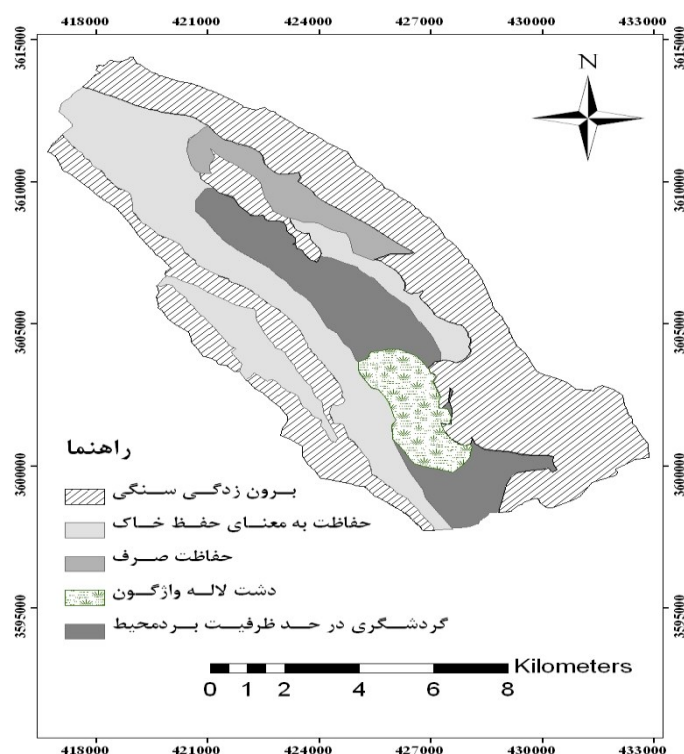 418000 421000 424000 427000 430000 433000
3615000
3610000
3605000
3600000
3595000
N
3615000
3610000
3605000
3600000
3595000
راهنما
برون زدگی سنگی
حفاظت به معنای حفظ خاک
حفاظت صرف
دشت لاله واژگون
گردشگری در حد ظرفیت بردمحیط
Kilometers
0 1 2 4 6 8
418000 421000 424000 427000 430000 433000